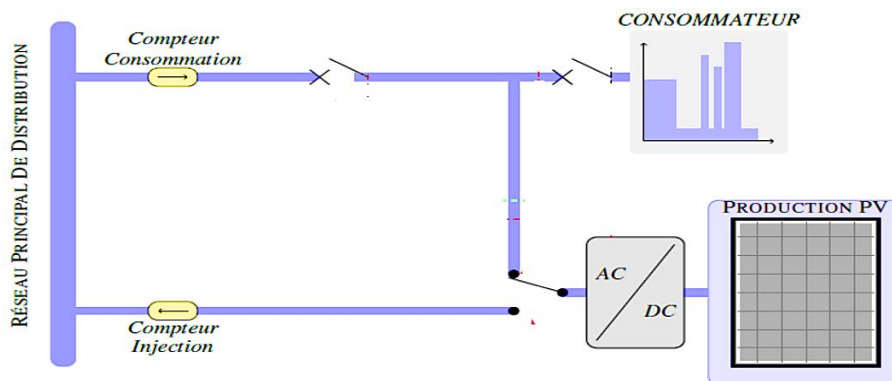 CONSOMMATEUR
Compteur
Consommation
RÉSEAU PRINCIPAL DE DISTRIBUTION
PRODUCTION PV
AC
DC
Compteur
Injection